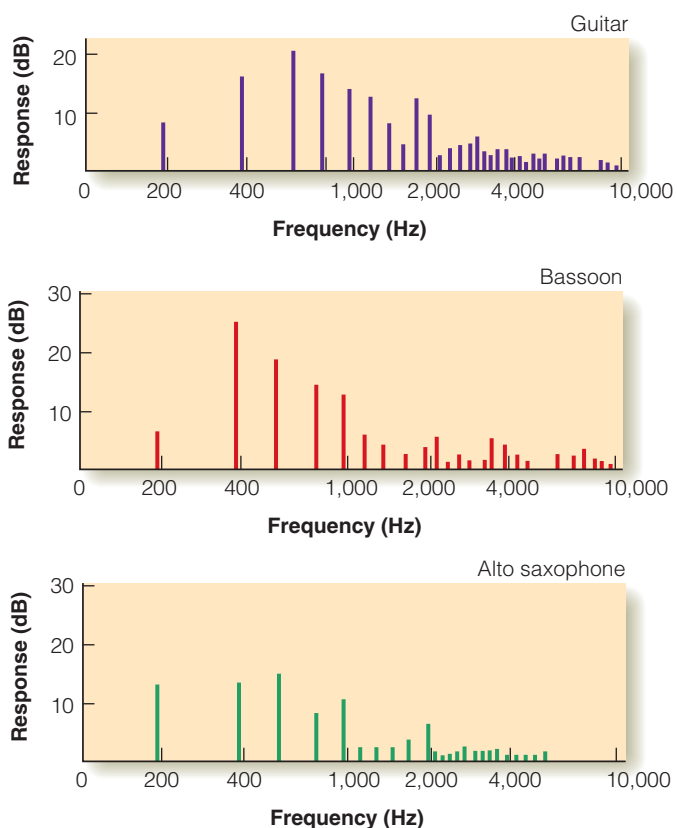 Guitar
Response (dB)
20
10
0 200 400 1,000 2,000 4,000 10,000
Frequency (Hz)
Bassoon
Response (dB)
30
20
10
0 200 400 1,000 2,000 4,000 10,000
Frequency (Hz)
Alto saxophone
Response (dB)
30
20
10
0 200 400 1,000 2,000 4,000 10,000
Frequency (Hz)